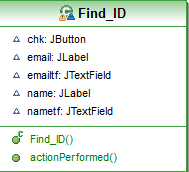 Find_ID
chk: JButton
email: JLabel
emailtf: JTextField
name: JLabel
nametf: JTextField
Find_ID()
actionPerformed()